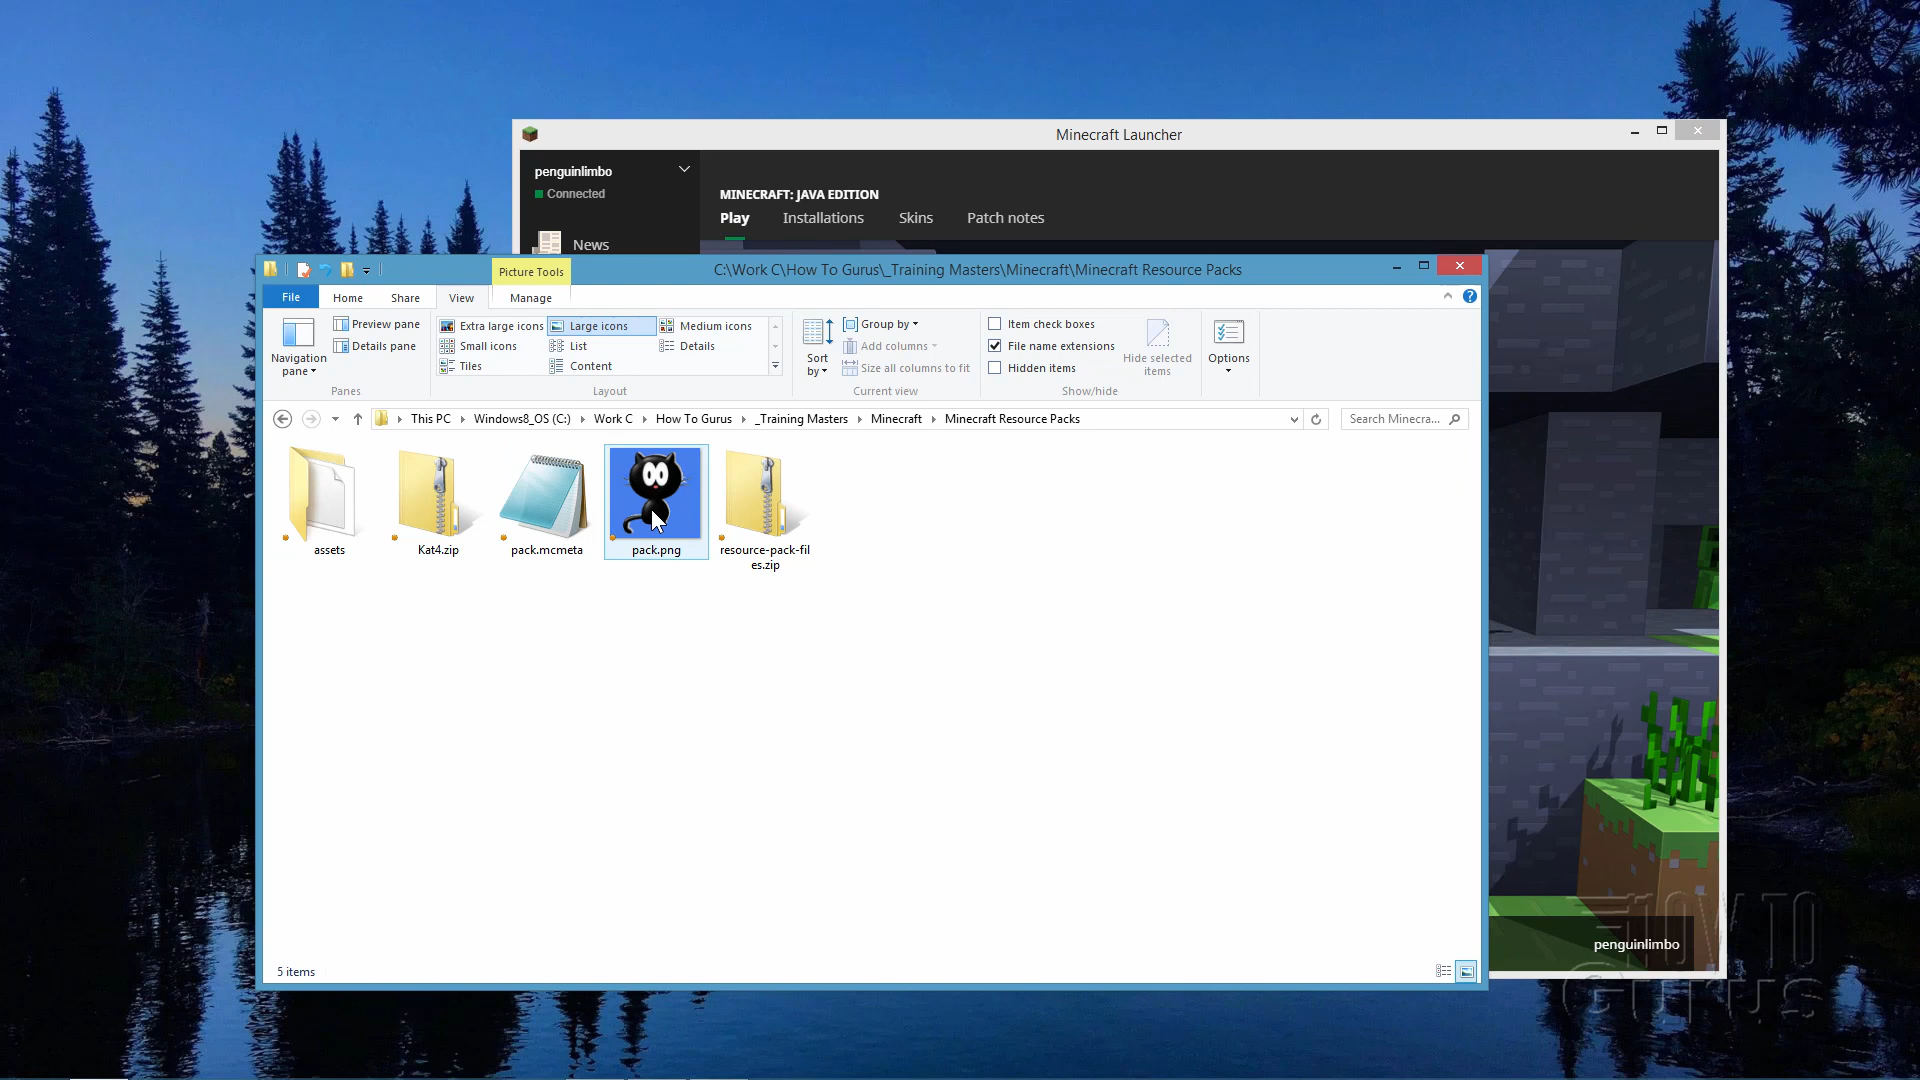 Minecraft Launcher
penguinlimbo
Connected
MINECRAFT: JAVA EDITION
Play Installations Skins Patch notes
News
Picture Tools
C:\Work C\How To Gurus\_Training Masters\Minecraft\Minecraft Resource Packs
File Home Share View Manage
Navigation pane
Preview pane
Details pane
Panes
Extra large icons Large icons Medium icons
Small icons List Details
Tiles Content
Layout
Sort by
Group by
Add columns
Size all columns to fit
Current view
Item check boxes
File name extensions
Hidden items
Hide selected items
Show/hide
Options
This PC Windows8_OS (C:) Work C How To Gurus _Training Masters Minecraft Minecraft Resource Packs
Search Minecra...
assets
Kat4.zip
pack.mcmeta
pack.png
resource-pack-fil
es.zip
5 items
penguinlimbo
HOW TO
Gurus